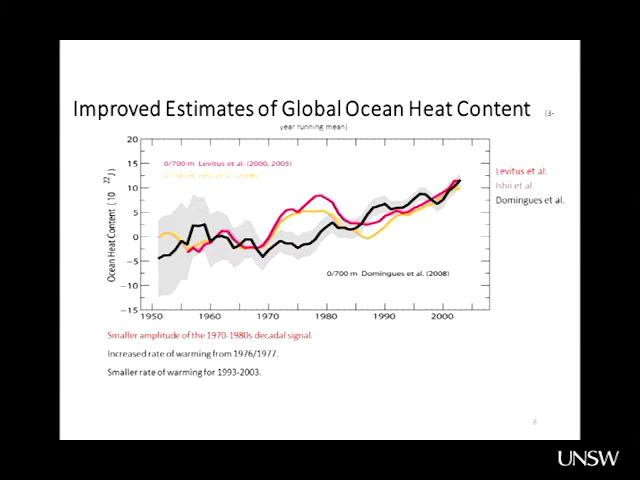 Improved Estimates of Global Ocean Heat Content (3-
year running mean)
20
15
10
5
0
−5
−10
−15
Ocean Heat Content (10 22 J)
0/700 m Levitus et al. (2000, 2005)
0/700 m Domingues et al. (2008)
1950 1960 1970 1980 1990 2000
Levitus et al.
Ishii et al.
Domingues et al.
Smaller amplitude of the 1970-1980s decadal signal.
Increased rate of warming from 1976/1977.
Smaller rate of warming for 1993-2003.
8
UNSW